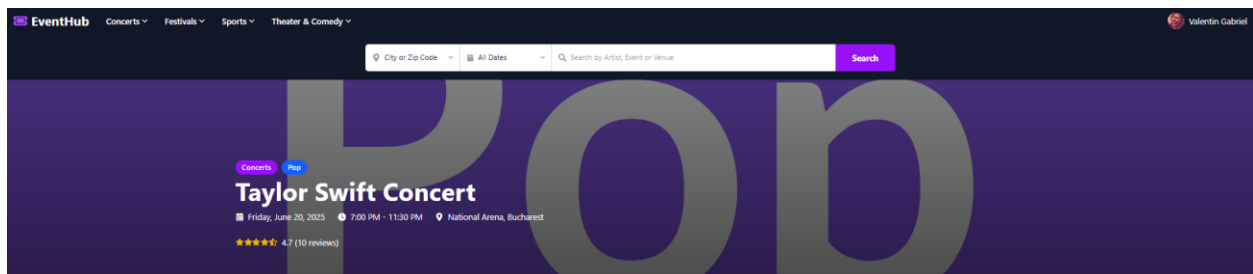 EventHub Concerts Festivals Sports Theater & Comedy Valentin Gabriel
City or Zip Code All Dates Search by Artist, Event or Venue Search
Pop
Concerts Pop
Taylor Swift Concert
Friday, June 20, 2025 7:00 PM - 11:30 PM National Arena, Bucharest
4.7 (10 reviews)